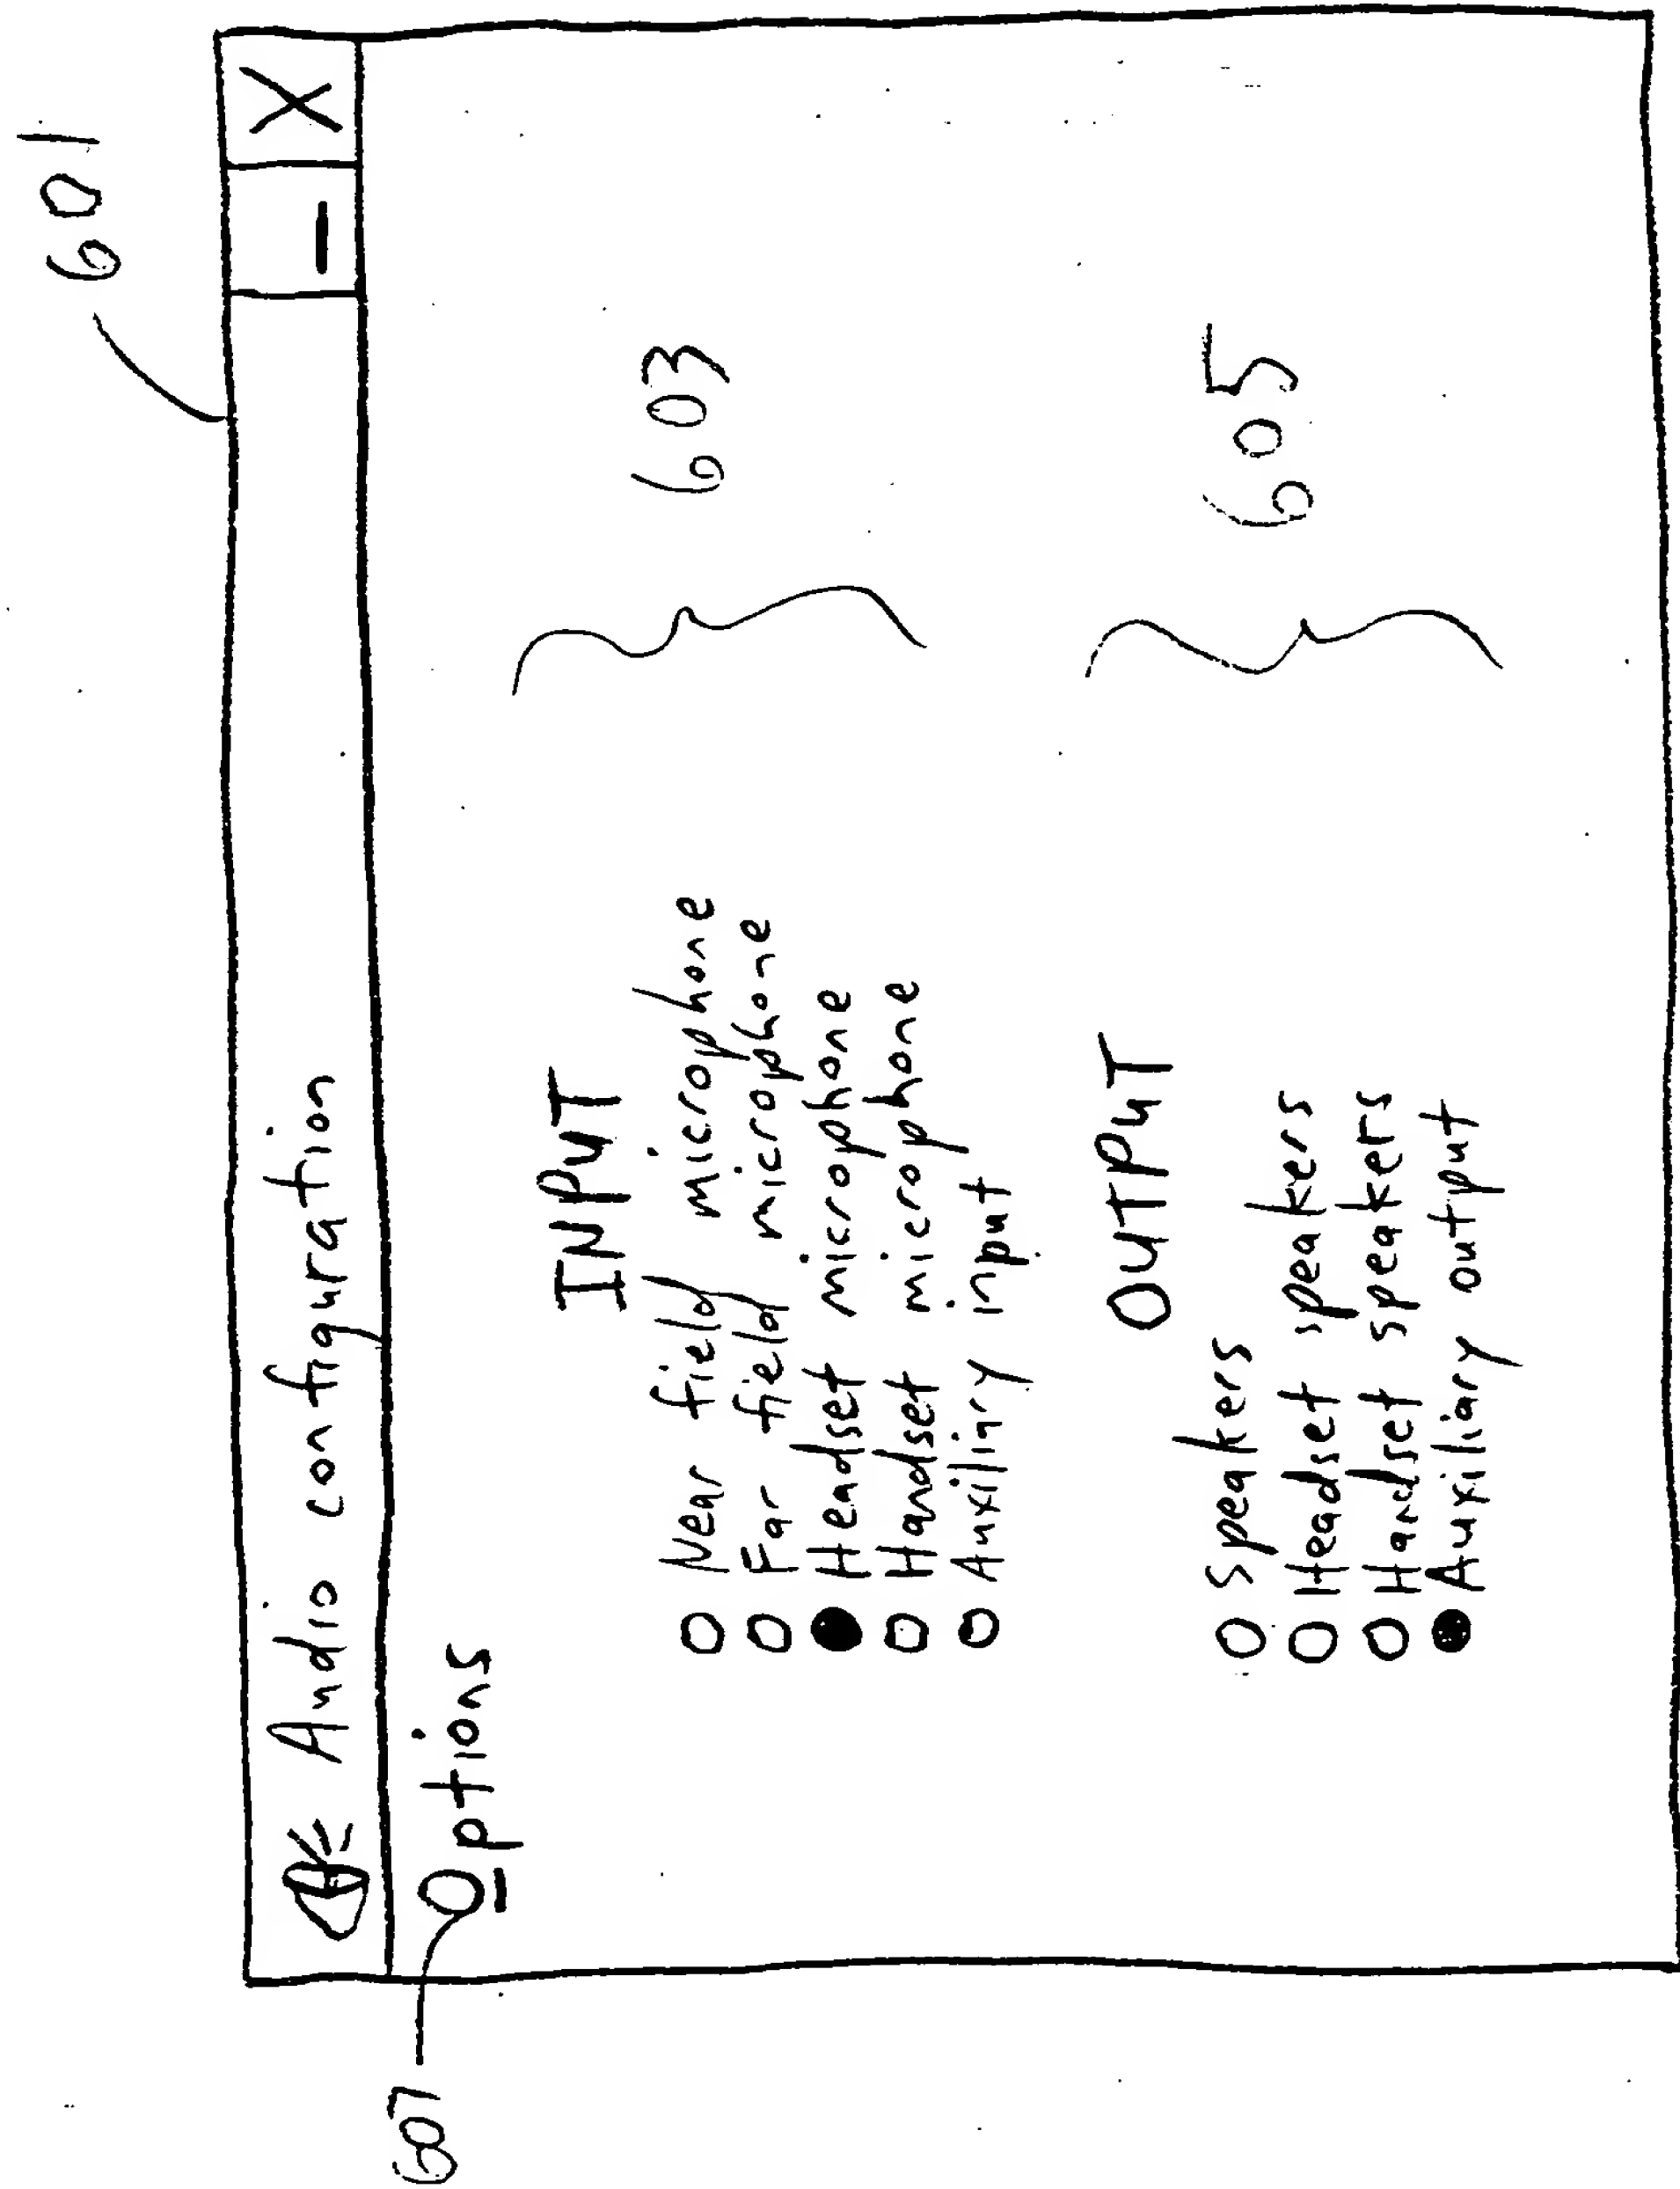 601
Audio configuration – X
607
Options
INPUT
Near field microphone
Far field microphone
Headset microphone
Handset microphone
Auxiliary input
603
OUTPUT
Speakers
Headset speakers
Handset speakers
Auxiliary output
605